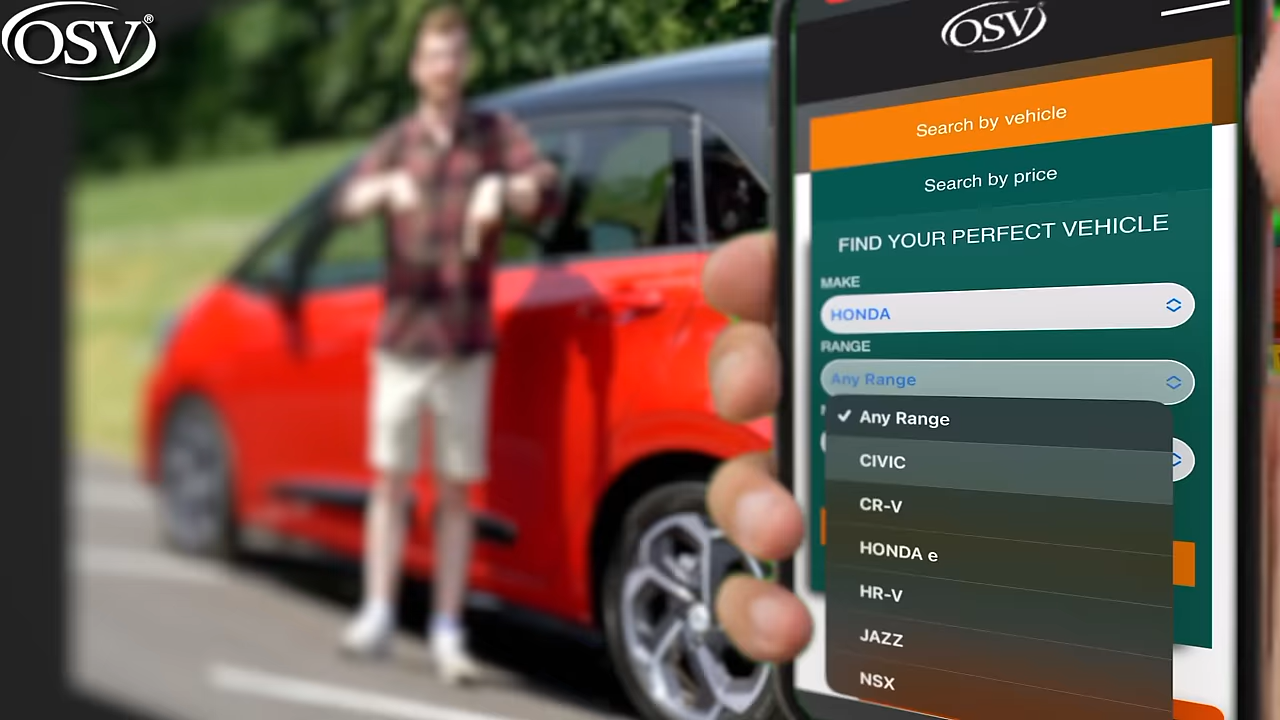 OSV®
OSV
Search by vehicle
Search by price
FIND YOUR PERFECT VEHICLE
MAKE
HONDA
RANGE
Any Range
✓ Any Range
CIVIC
CR-V
HONDA e
HR-V
JAZZ
NSX